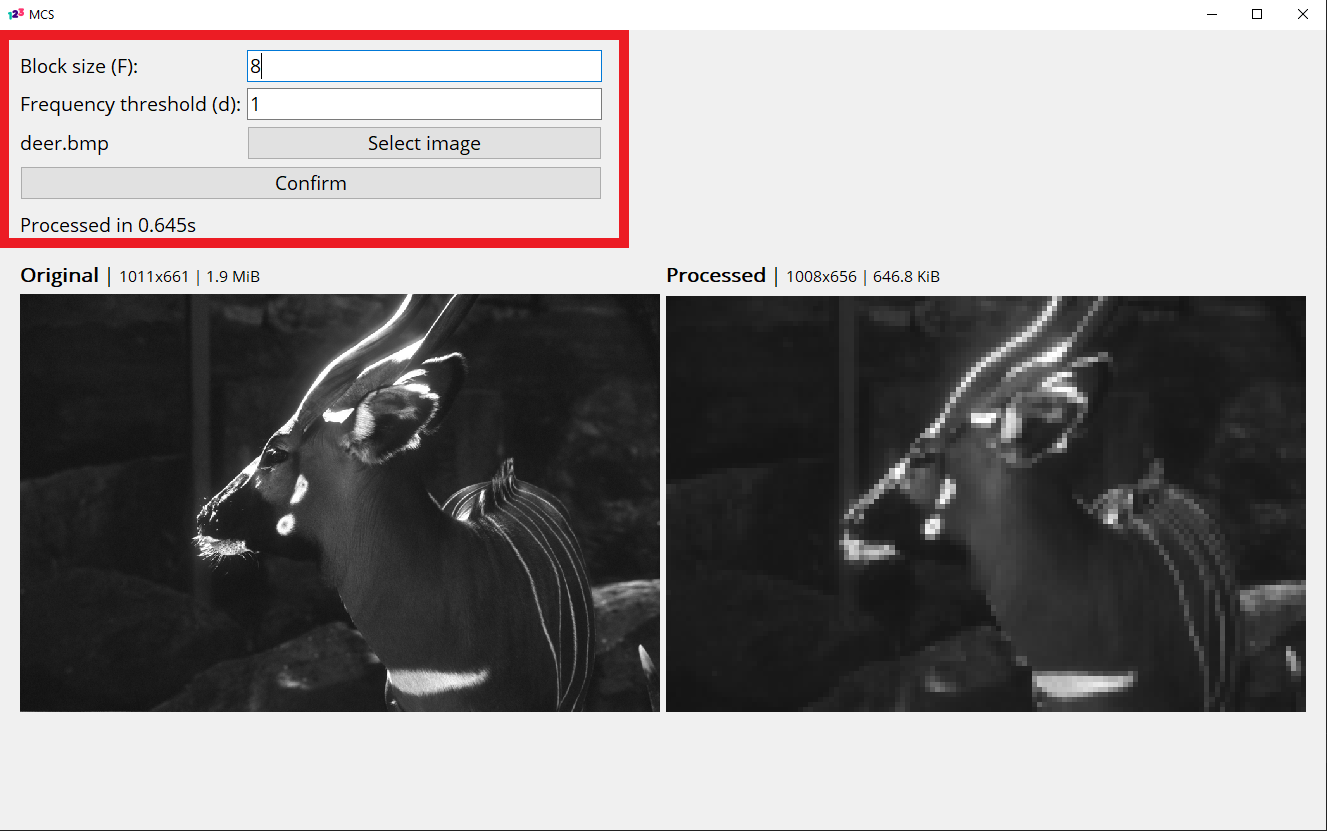 123 MCS
Block size (F): 8
Frequency threshold (d): 1
deer.bmp Select image
Confirm
Processed in 0.645s
Original | 1011x661 | 1.9 MiB
Processed | 1008x656 | 646.8 KiB